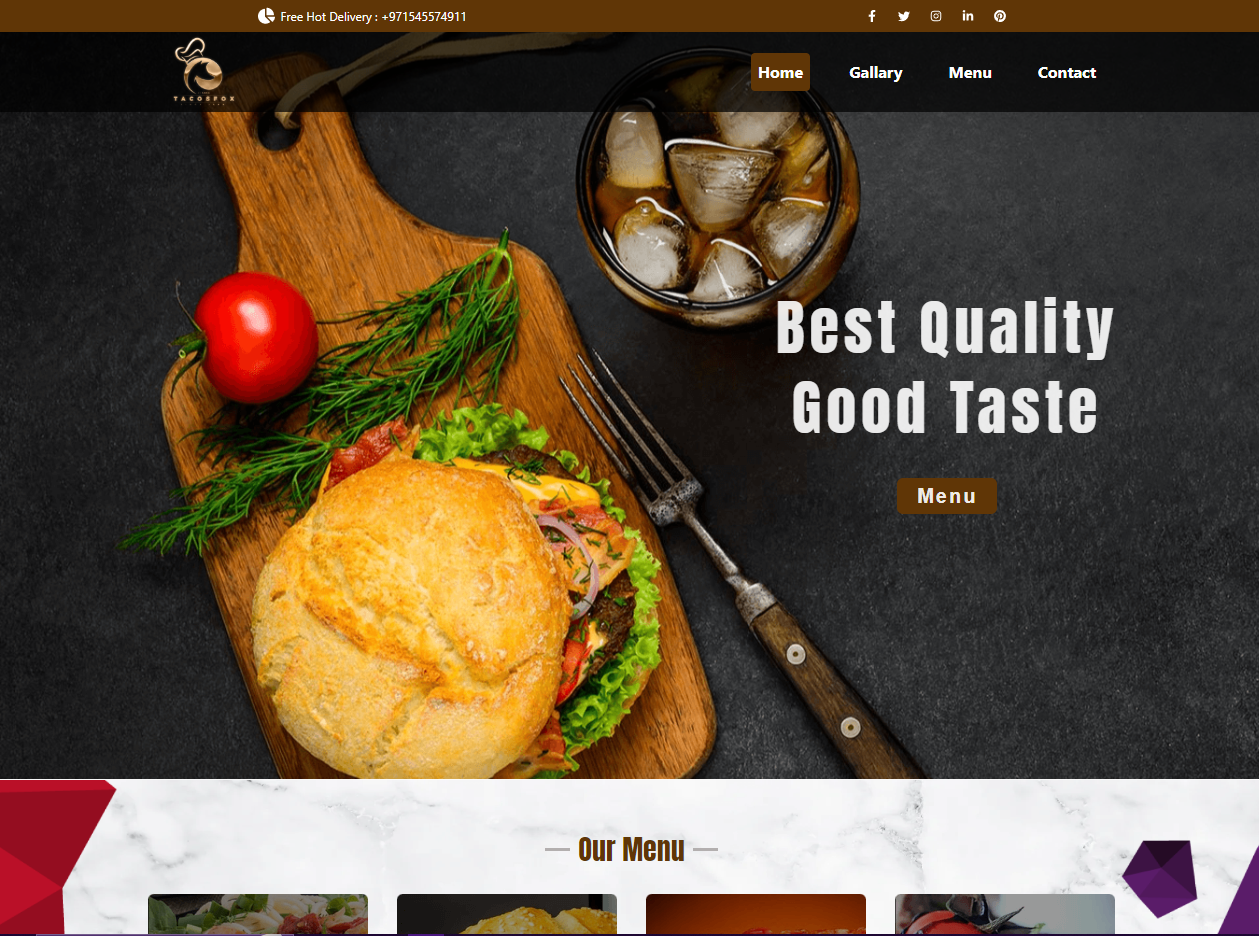 Free Hot Delivery : +971545574911
TACOSFOX
Home
Gallary
Menu
Contact
Best Quality
Good Taste
Menu
Our Menu